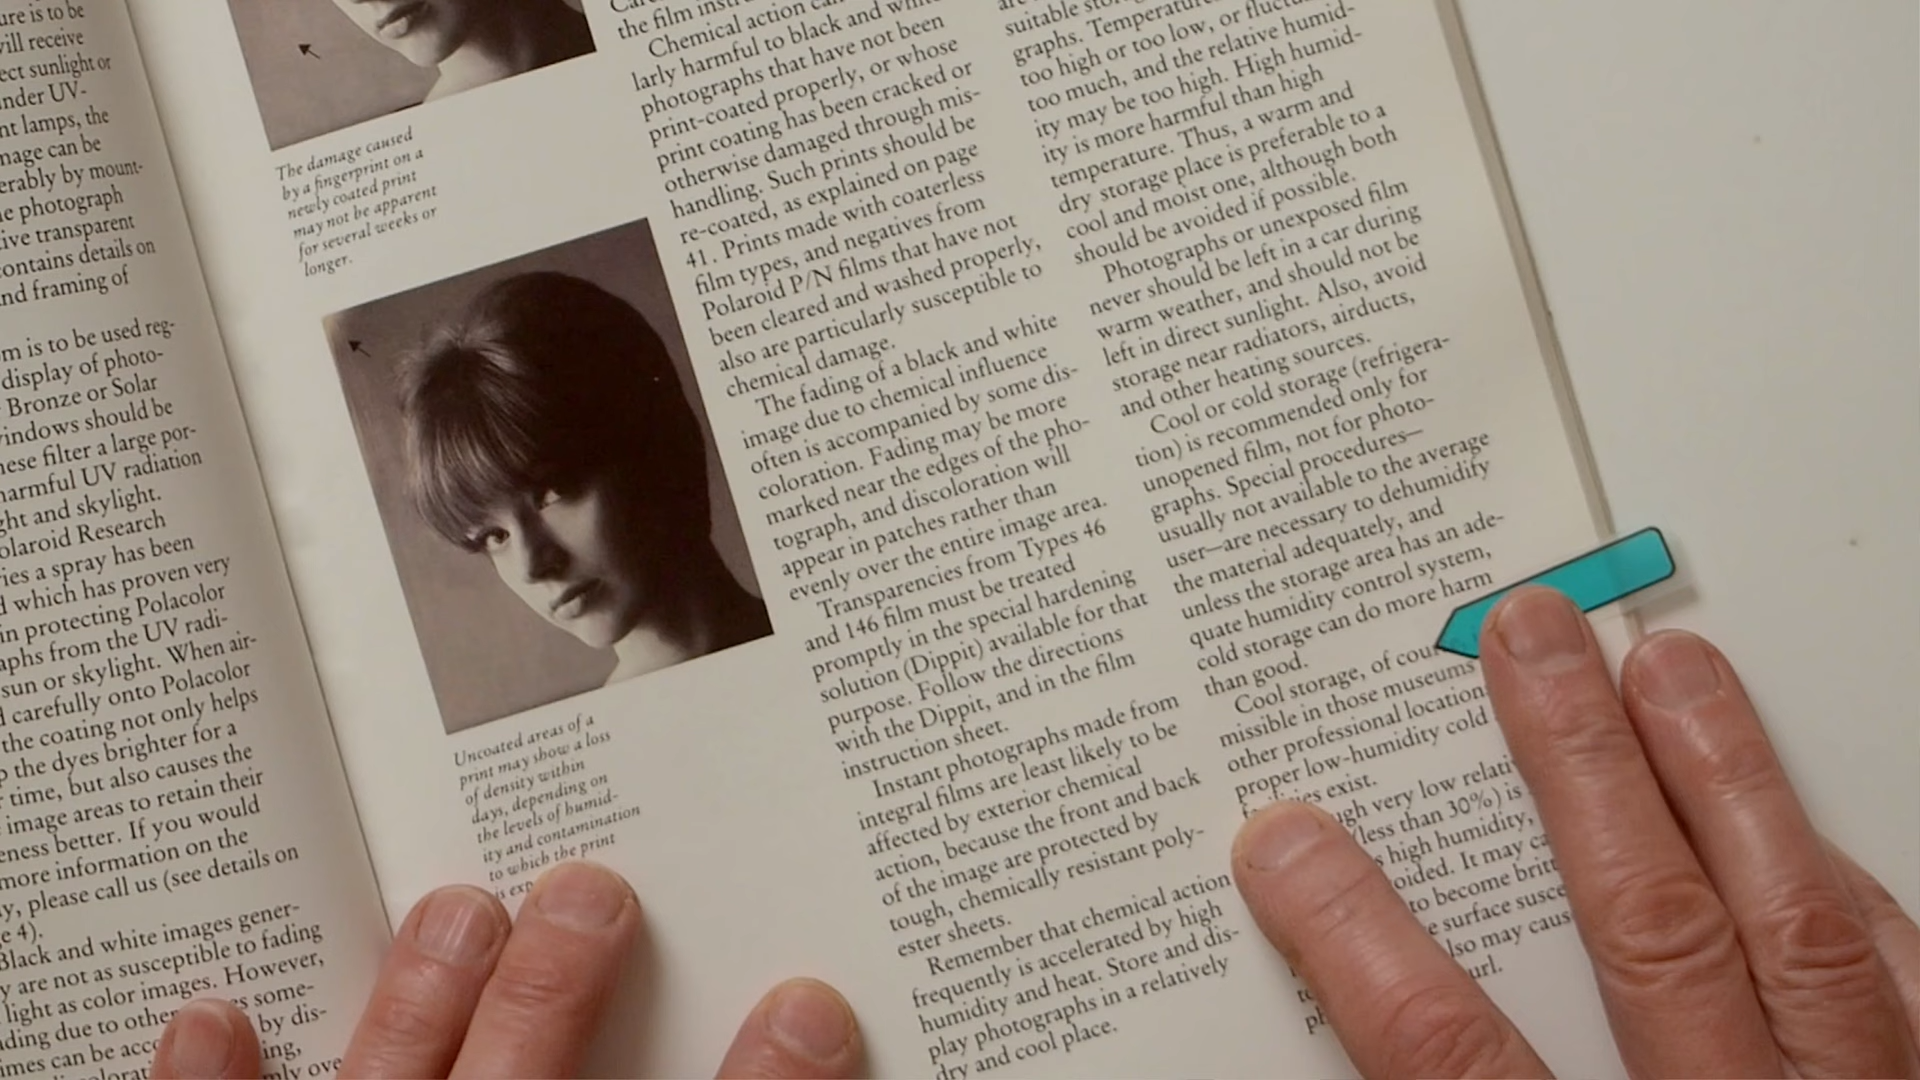 ure is to be
will receive
ect sunlight or
nder UV-
nt lamps, the
mage can be
erably by mount-
e photograph
tive transparent
contains details on
nd framing of
m is to be used reg-
display of photo-
Bronze or Solar
windows should be
hese filter a large por-
harmful UV radiation
ght and skylight.
olaroid Research
ries a spray has been
d which has proven very
in protecting Polacolor
aphs from the UV radi-
sun or skylight. When air-
d carefully onto Polacolor
the coating not only helps
p the dyes brighter for a
time, but also causes the
image areas to retain their
eness better. If you would
more information on the
y, please call us (see details on
e 4).
Black and white images gener-
y are not as susceptible to fading
light as color images. However,
ding due to other some-
imes can be by dis-
ing,
The damage caused
by a fingerprint on a
newly coated print
may not be apparent
for several weeks or
longer.
Uncoated areas of a
print may show a loss
of density within
days, depending on
the levels of humid-
ity and contamination
to which the print
is exp
the film
Chemical action
larly harmful to black and white
photographs that have not been
print-coated properly, or whose
print coating has been cracked or
otherwise damaged through mis-
handling. Such prints should be
re-coated, as explained on page
41. Prints made with coaterless
film types, and negatives from
Polaroid P/N films that have not
been cleared and washed properly,
also are particularly susceptible to
chemical damage.
The fading of a black and white
image due to chemical influence
often is accompanied by some dis-
coloration. Fading may be more
marked near the edges of the pho-
tograph, and discoloration will
appear in patches rather than
evenly over the entire image area.
Transparencies from Types 46
and 146 film must be treated
promptly in the special hardening
solution (Dippit) available for that
purpose. Follow the directions
with the Dippit, and in the film
instruction sheet.
Instant photographs made from
integral films are least likely to be
affected by exterior chemical
action, because the front and back
of the image are protected by
tough, chemically resistant poly-
ester sheets.
Remember that chemical action
frequently is accelerated by high
humidity and heat. Store and dis-
play photographs in a relatively
dry and cool place.
suitable
graphs. Temperatur
too high or too low, or fluctu
too much, and the relative humid-
ity may be too high. High humid-
ity is more harmful than high
temperature. Thus, a warm and
dry storage place is preferable to a
cool and moist one, although both
should be avoided if possible.
Photographs or unexposed film
never should be left in a car during
warm weather, and should not be
left in direct sunlight. Also, avoid
storage near radiators, airducts,
and other heating sources.
Cool or cold storage (refrigera-
tion) is recommended only for
unopened film, not for photo-
graphs. Special procedures—
usually not available to the average
user—are necessary to dehumidify
the material adequately, and
unless the storage area has an ade-
quate humidity control system,
cold storage can do more harm
than good.
Cool storage, of cour
missible in those museums
other professional location
proper low-humidity cold
exist.
ugh very low relati
(less than 30%) is
s high humidity,
oided. It may ca
to become britt
e surface susce
lso may cause
url.